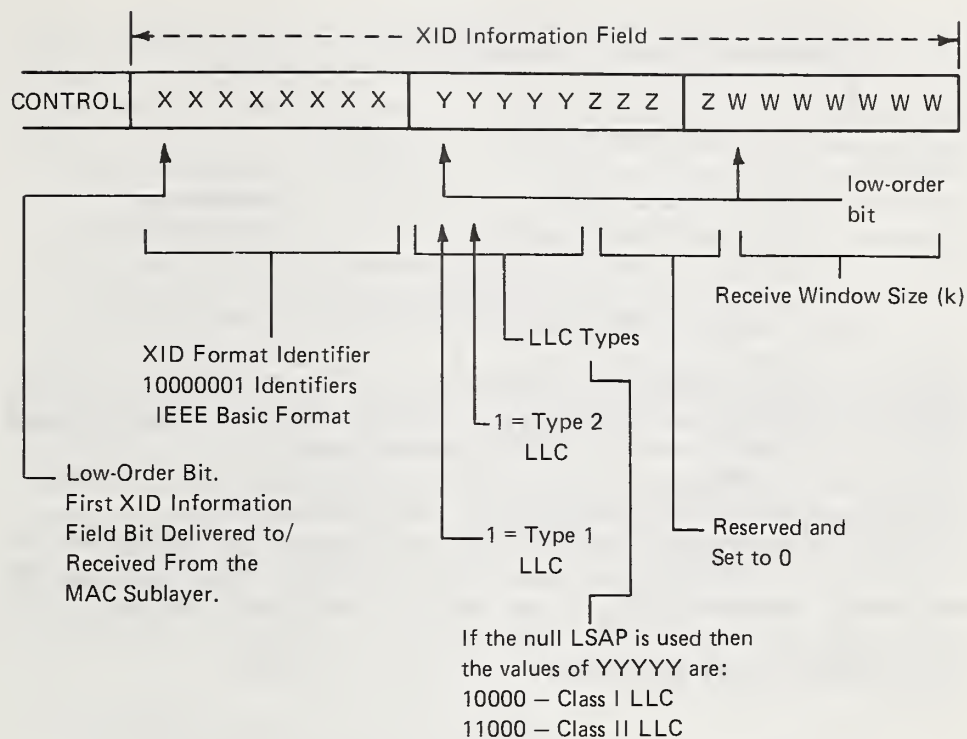 XID Information Field
CONTROL X X X X X X X X Y Y Y Y Y Z Z Z Z W W W W W W W
low-order
bit
Receive Window Size (k)
XID Format Identifier
10000001 Identifiers
IEEE Basic Format
LLC Types
1 = Type 2
LLC
Low-Order Bit.
First XID Information
Field Bit Delivered to/
Received From the
MAC Sublayer.
1 = Type 1
LLC
Reserved and
Set to 0
If the null LSAP is used then
the values of YYYYY are:
10000 – Class I LLC
11000 – Class II LLC